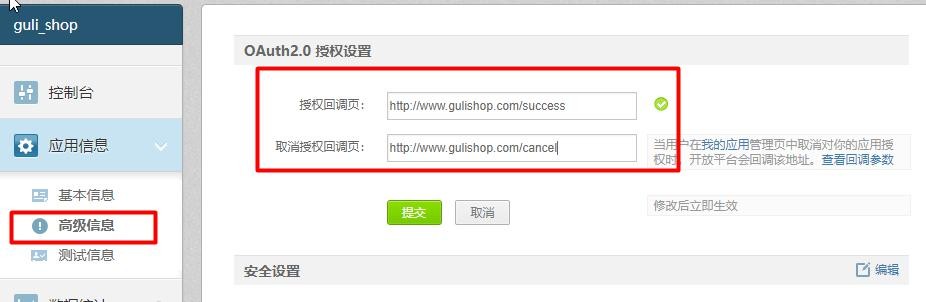 guli_shop
控制台
应用信息
基本信息
高级信息
测试信息
数据统计
OAuth2.0 授权设置
授权回调页: http://www.gulishop.com/success
取消授权回调页: http://www.gulishop.com/cancel
当用户在我的应用管理页中取消对你的应用授
权时，开放平台会回调该地址。查看回调参数
提交 取消
修改后立即生效
安全设置 编辑